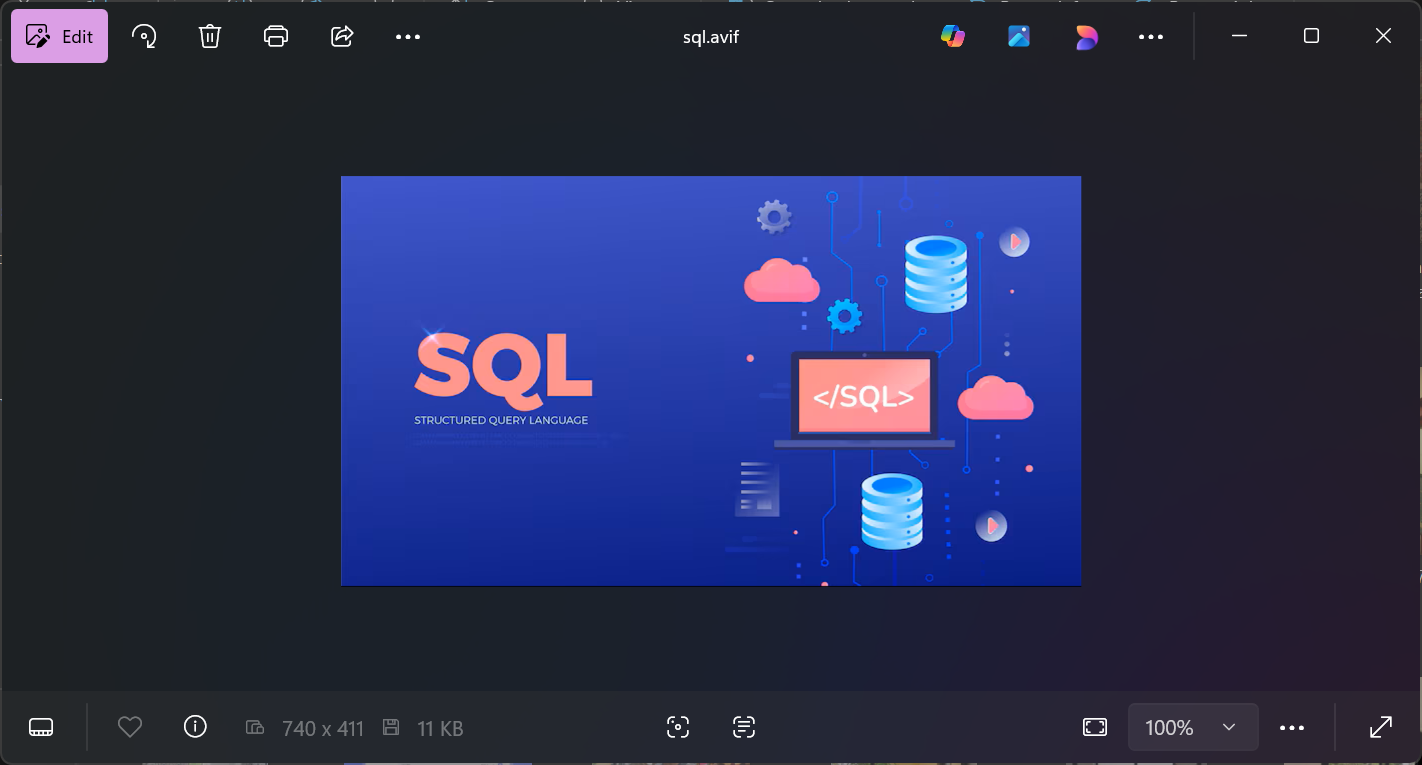 Edit
sql.avif
SQL
STRUCTURED QUERY LANGUAGE
</SQL>
740 x 411
11 KB
100%